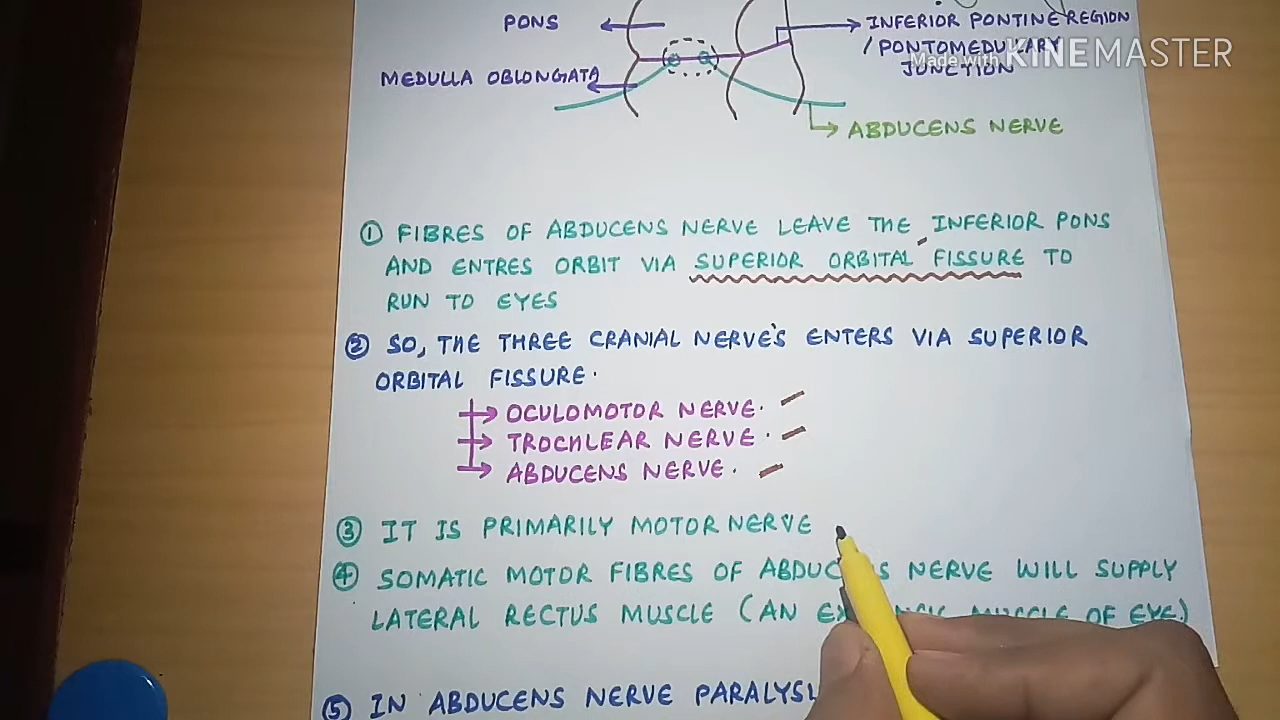 PONS
INFERIOR PONTINE REGION
/ PONTOMEDULLARY
JUNCTION
Made with KINEMASTER
MEDULLA OBLONGATA
ABDUCENS NERVE
① FIBRES OF ABDUCENS NERVE LEAVE THE INFERIOR PONS
AND ENTRES ORBIT VIA SUPERIOR ORBITAL FISSURE TO
RUN TO EYES
② SO, THE THREE CRANIAL NERVE'S ENTERS VIA SUPERIOR
ORBITAL FISSURE.
OCULOMOTOR NERVE.
TROCHLEAR NERVE.
ABDUCENS NERVE.
③ IT IS PRIMARILY MOTOR NERVE
④ SOMATIC MOTOR FIBRES OF NERVE WILL SUPPLY
LATERAL RECTUS MUSCLE (AN MUSCLE OF EYE)
⑤ IN ABDUCENS NERVE